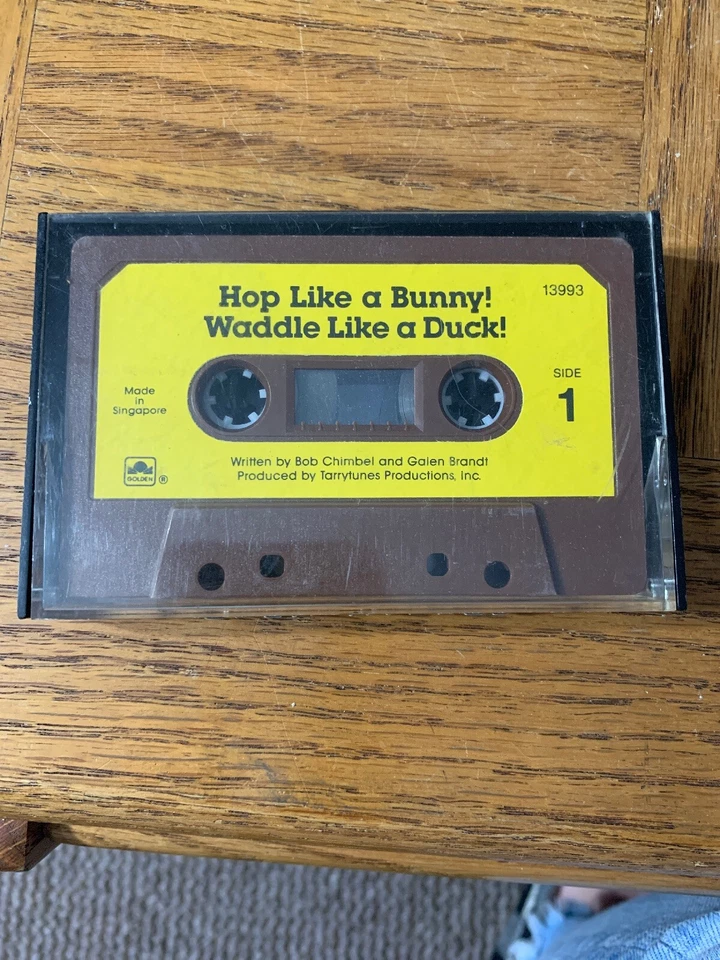 Hop Like a Bunny!
Waddle Like a Duck!
13993
Made
in
Singapore
SIDE
1
Written by Bob Chimbel and Galen Brandt
Produced by Tarrytunes Productions, Inc.
GOLDEN ®